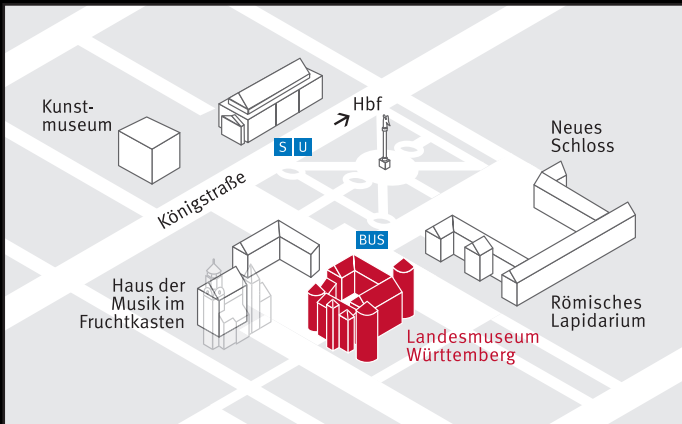 Hbf
Kunst-
museum
Neues
Schloss
S U
Königstraße
BUS
Haus der
Musik im
Fruchtkasten
Römisches
Lapidarium
Landesmuseum
Württemberg